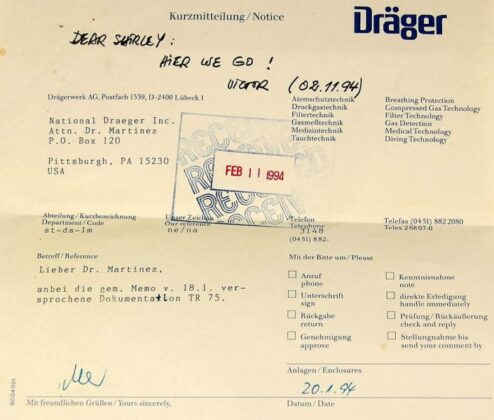 Kurzmitteilung/Notice
Dräger
DEAR SHIRLEY:
HIER WE GO!
VICTOR (02.11.94)
Drägerwerk AG, Postfach 1339, D-2400 Lübeck 1
Atemschutztechnik
Druckgastechnik
Filtertechnik
Gasmeßtechnik
Medizintechnik
Tauchtechnik
Breathing Protection
Compressed Gas Technology
Filter Technology
Gas Detection
Medical Technology
Diving Technology
National Draeger Inc.
Attn. Dr. Martinez
P.O. Box 120
Pittsburgh, PA 15230
USA
FEB 11 1994
Abteilung/Kurzbezeichnung
Department/Code
st-ds-lm
Unser Zeichen
Our reference
ne/na
Telefon
Telephone
3148
(0451) 882-
Telefax (0451) 882 2080
Telex 26807-0
Betreff/Reference
Lieber Dr. Martinez,
anbei die gem. Memo v. 18.1. ver-
sprochene Dokumentation TR 75.
Mit der Bitte um/Please
Anruf
phone
Unterschrift
sign
Rückgabe
return
Genehmigung
approve
Kenntnisnahme
note
direkte Erledigung
handle immediately
Prüfung/Rückäußerung
check and reply
Stellungnahme bis
send your comment by
Anlagen/Enclosures
20.1.94
Datum/Date
Mit freundlichen Grüßen/Yours sincerely,